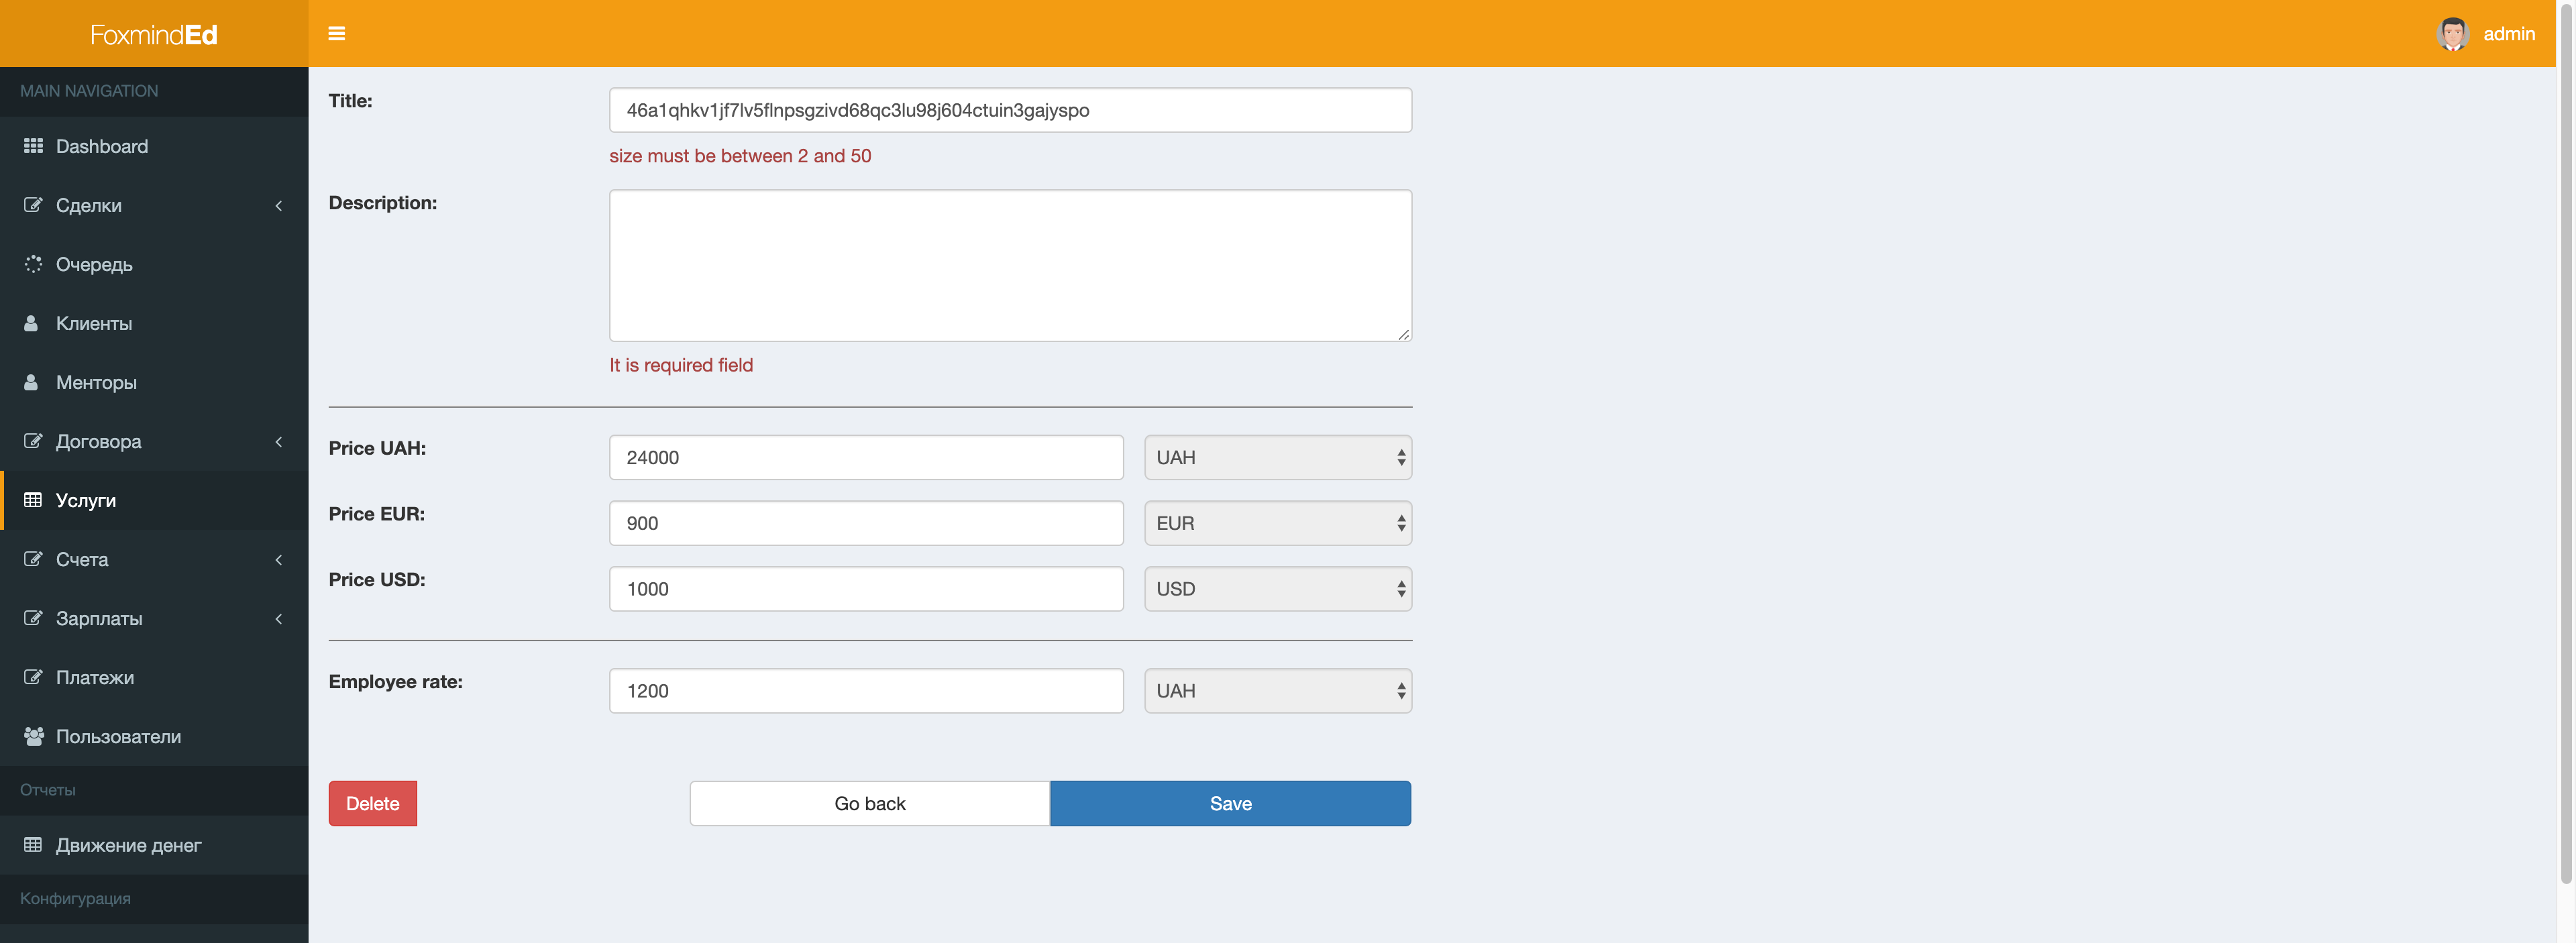 FoxmindEd
admin
MAIN NAVIGATION
Dashboard
Сделки
Очередь
Клиенты
Менторы
Договора
Услуги
Счета
Зарплаты
Платежи
Пользователи
Отчеты
Движение денег
Конфигурация
Title:
46a1qhkv1jf7lv5flnpsgzivd68qc3lu98j604ctuin3gajyspo
size must be between 2 and 50
Description:
It is required field
Price UAH: 24000 UAH
Price EUR: 900 EUR
Price USD: 1000 USD
Employee rate: 1200 UAH
Delete Go back Save